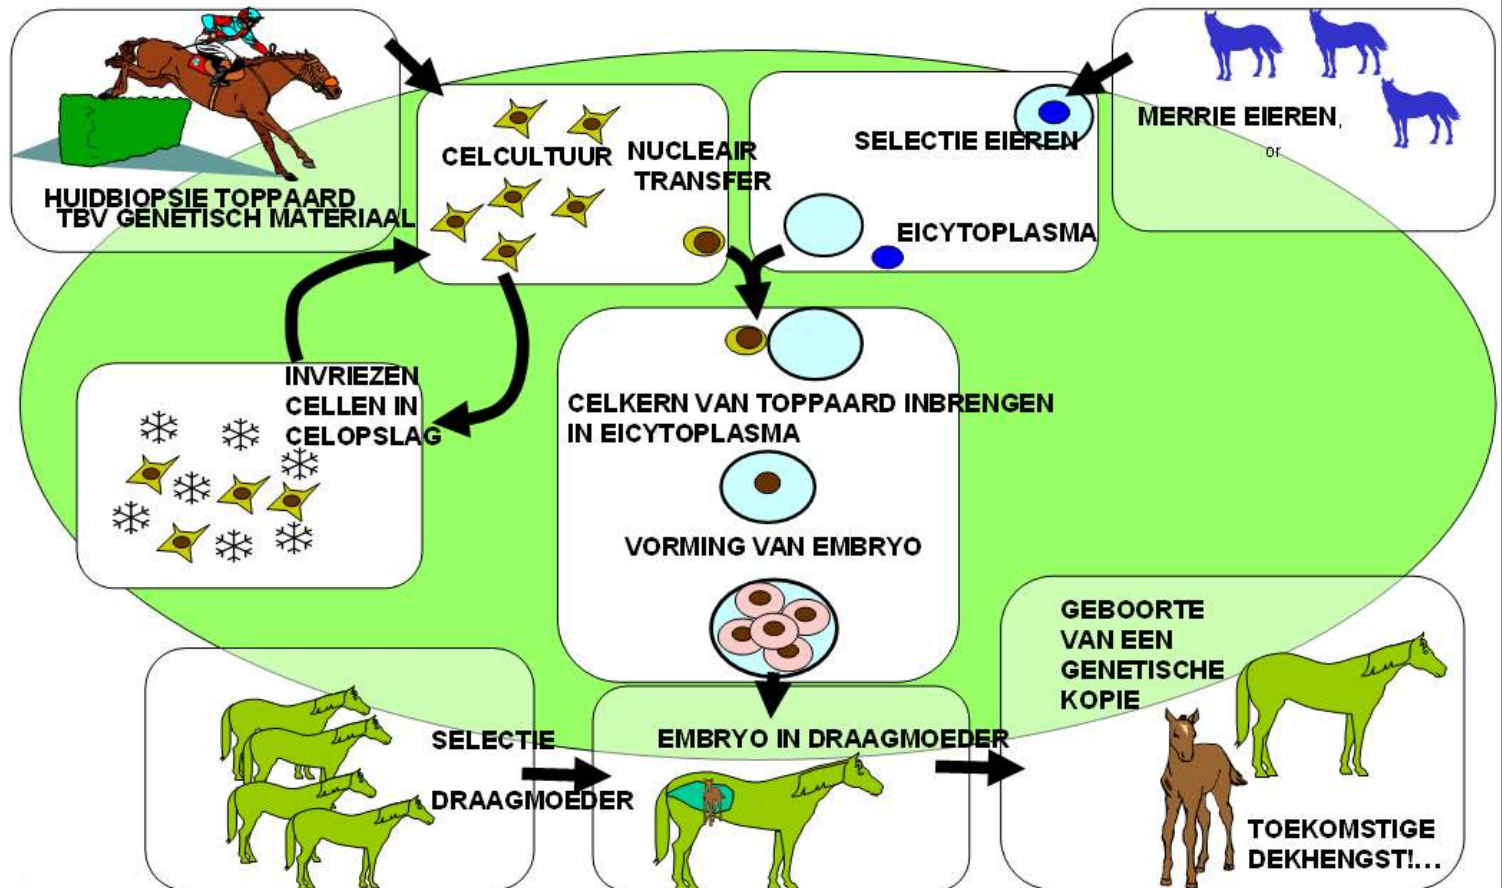 HUIDBIOPSIE TOPPAARD
TBV GENETISCH MATERIAAL
CELCULTUUR
NUCLEAIR
TRANSFER
SELECTIE EIEREN
EICYTOPLASMA
MERRIE EIEREN,
or
INVRIEZEN
CELLEN IN
CELOPSLAG
CELKERN VAN TOPPAARD INBRENGEN
IN EICYTOPLASMA
VORMING VAN EMBRYO
SELECTIE
DRAAGMOEDER
EMBRYO IN DRAAGMOEDER
GEBOORTE
VAN EEN
GENETISCHE
KOPIE
TOEKOMSTIGE
DEKHENGST!...